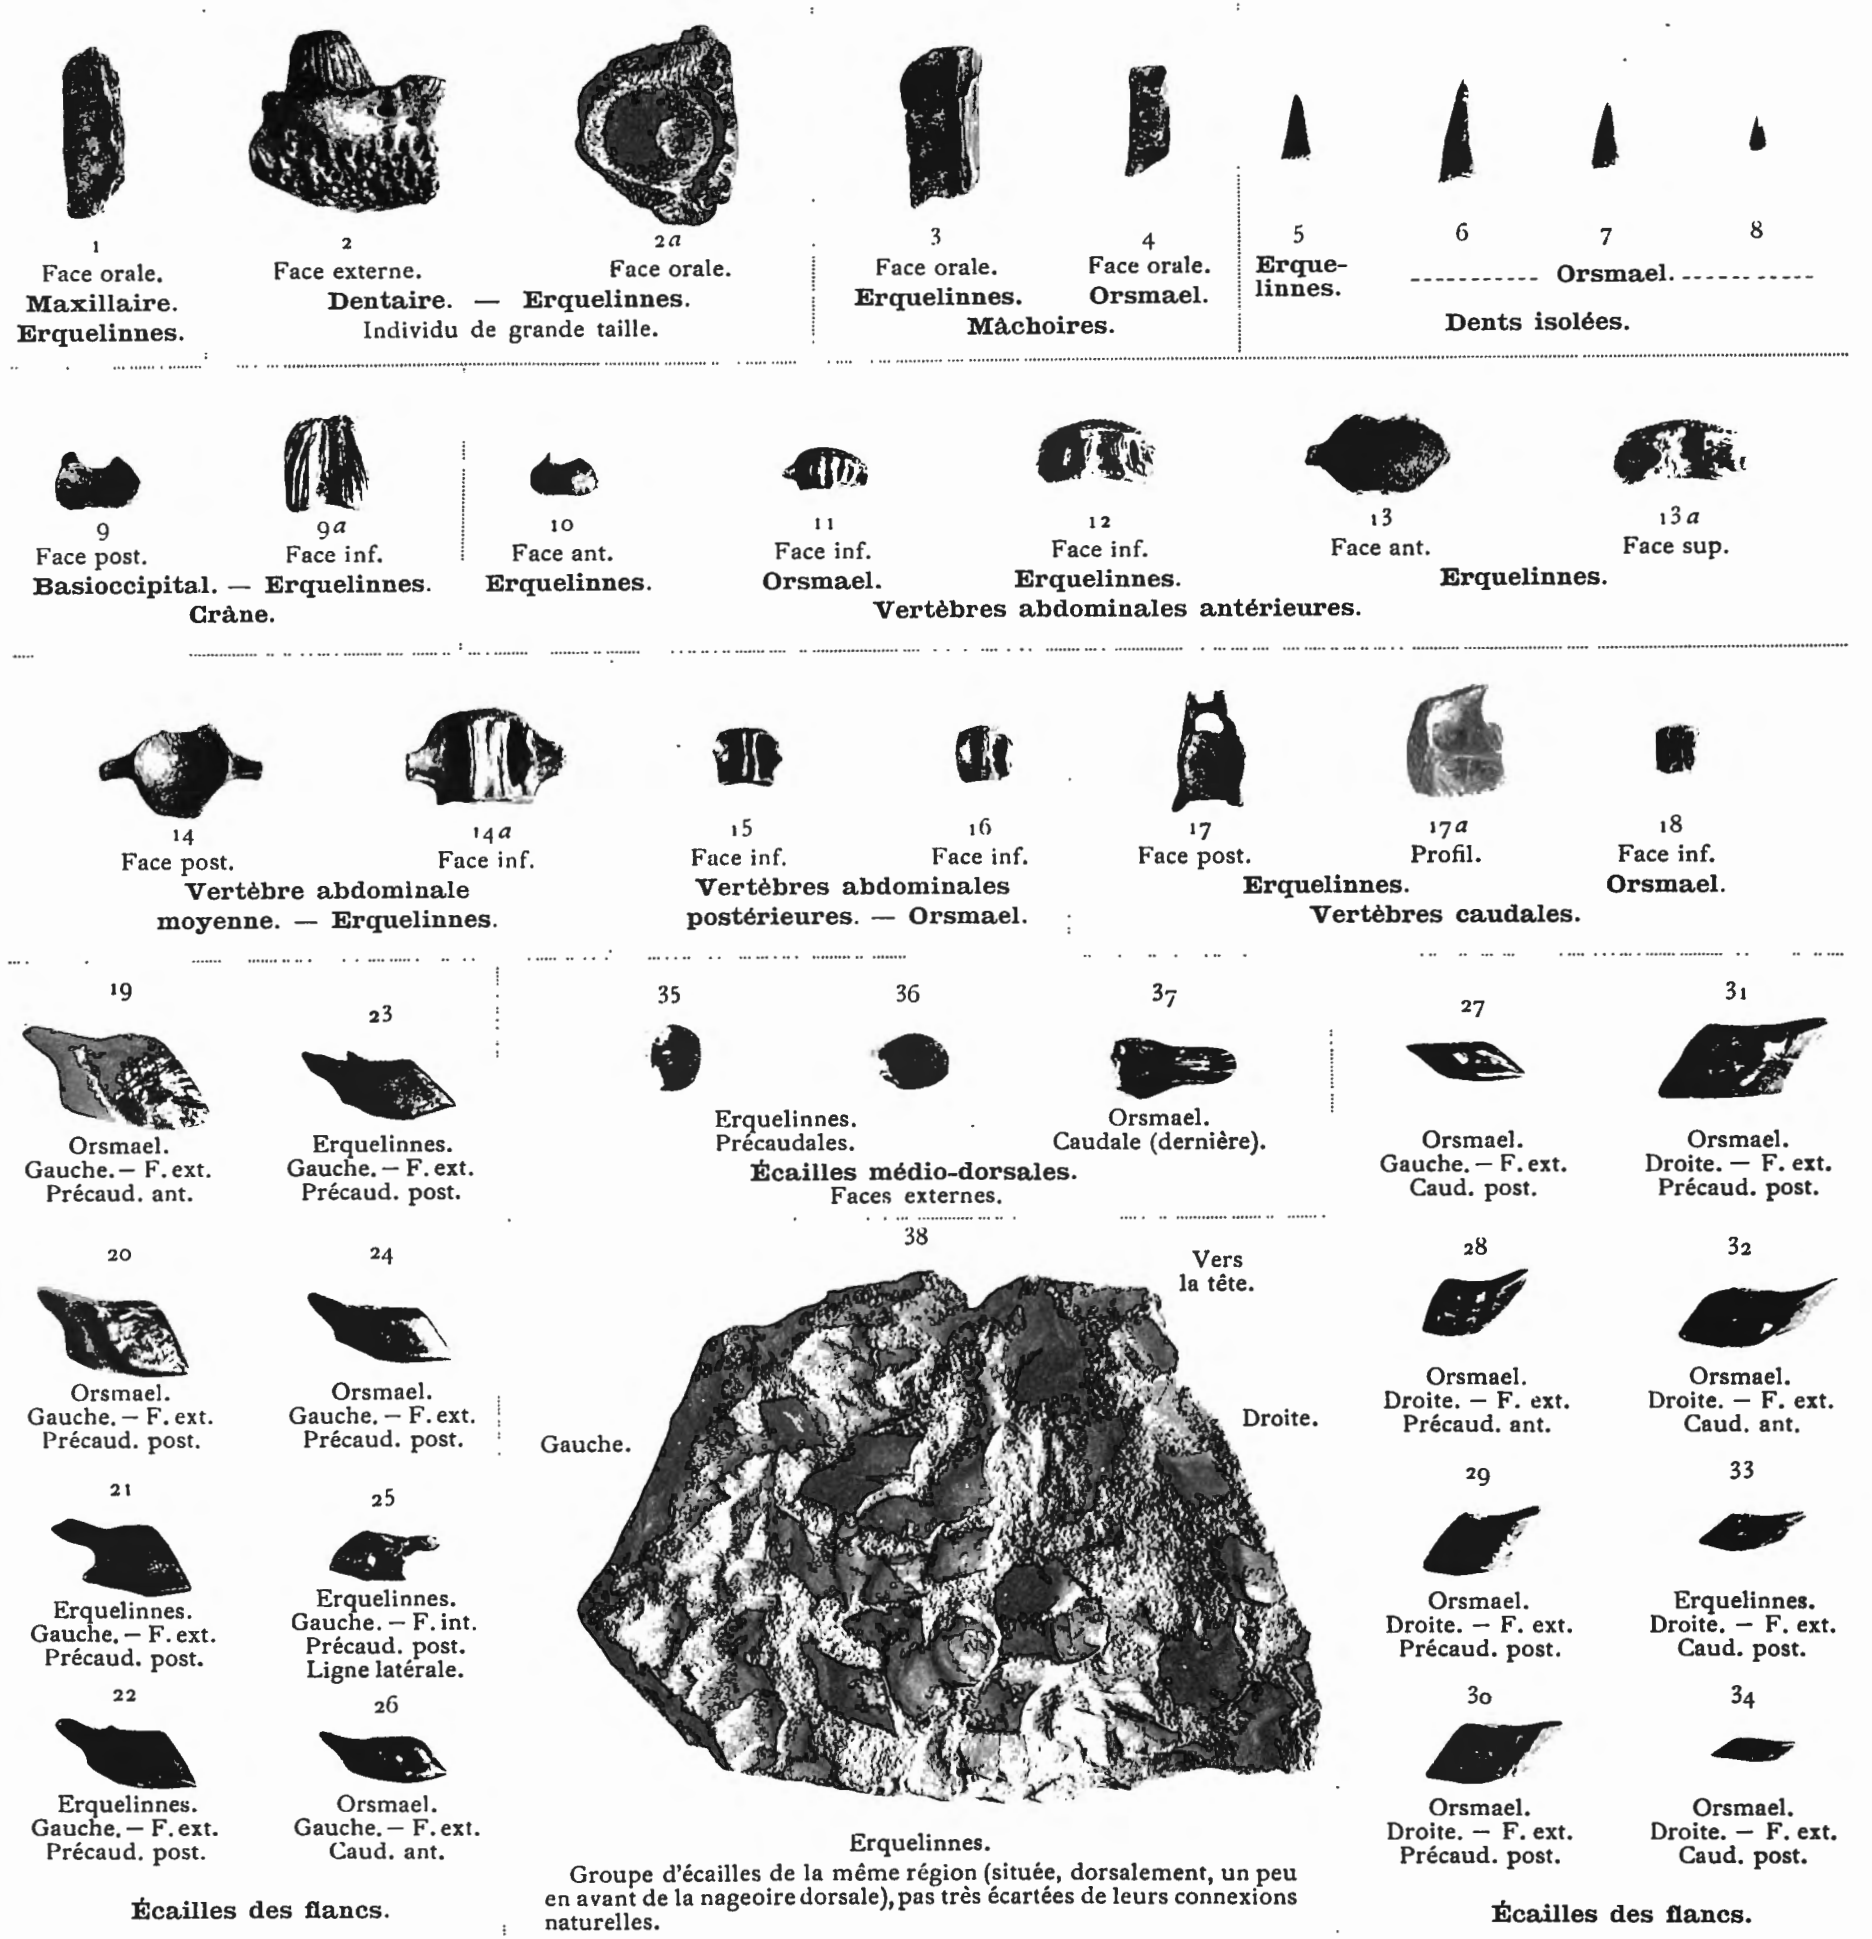 1
Face orale.
Maxillaire.
Erquelinnes.
2
Face externe.
2a
Face orale.
Dentaire. — Erquelinnes.
Individu de grande taille.
3
Face orale.
Erquelinnes.
4
Face orale.
Orsmael.
Mâchoires.
5
Erque-
linnes.
6 7 8
Orsmael.
Dents isolées.
9
Face post.
9a
Face inf.
Basioccipital. — Erquelinnes.
Crâne.
10
Face ant.
Erquelinnes.
11
Face inf.
Orsmael.
12
Face inf.
Erquelinnes.
13
Face ant.
13a
Face sup.
Erquelinnes.
Vertèbres abdominales antérieures.
14
Face post.
14a
Face inf.
Vertèbre abdominale
moyenne. — Erquelinnes.
15
Face inf.
16
Face inf.
Vertèbres abdominales
postérieures. — Orsmael.
17
Face post.
17a
Profil.
Erquelinnes.
18
Face inf.
Orsmael.
Vertèbres caudales.
19
Orsmael.
Gauche. — F. ext.
Précaud. ant.
23
Erquelinnes.
Gauche. — F. ext.
Précaud. post.
20
Orsmael.
Gauche. — F. ext.
Précaud. post.
24
Orsmael.
Gauche. — F. ext.
Précaud. post.
21
Erquelinnes.
Gauche. — F. ext.
Précaud. post.
25
Erquelinnes.
Gauche. — F. int.
Précaud. post.
Ligne latérale.
22
Erquelinnes.
Gauche. — F. ext.
Précaud. post.
26
Orsmael.
Gauche. — F. ext.
Caud. ant.
Écailles des flancs.
35 36
Erquelinnes.
Précaudales.
37
Orsmael.
Caudale (dernière).
Écailles médio-dorsales.
Faces externes.
38
Vers
la tête.
Gauche.
Droite.
Erquelinnes.
Groupe d'écailles de la même région (située, dorsalement, un peu
en avant de la nageoire dorsale), pas très écartées de leurs connexions
naturelles.
27
Orsmael.
Gauche. — F. ext.
Caud. post.
31
Orsmael.
Droite. — F. ext.
Précaud. post.
28
Orsmael.
Droite. — F. ext.
Précaud. ant.
32
Orsmael.
Droite. — F. ext.
Caud. ant.
29
Orsmael.
Droite. — F. ext.
Précaud. post.
33
Erquelinnes.
Droite. — F. ext.
Caud. post.
30
Orsmael.
Droite. — F. ext.
Précaud. post.
34
Orsmael.
Droite. — F. ext.
Caud. post.
Écailles des flancs.